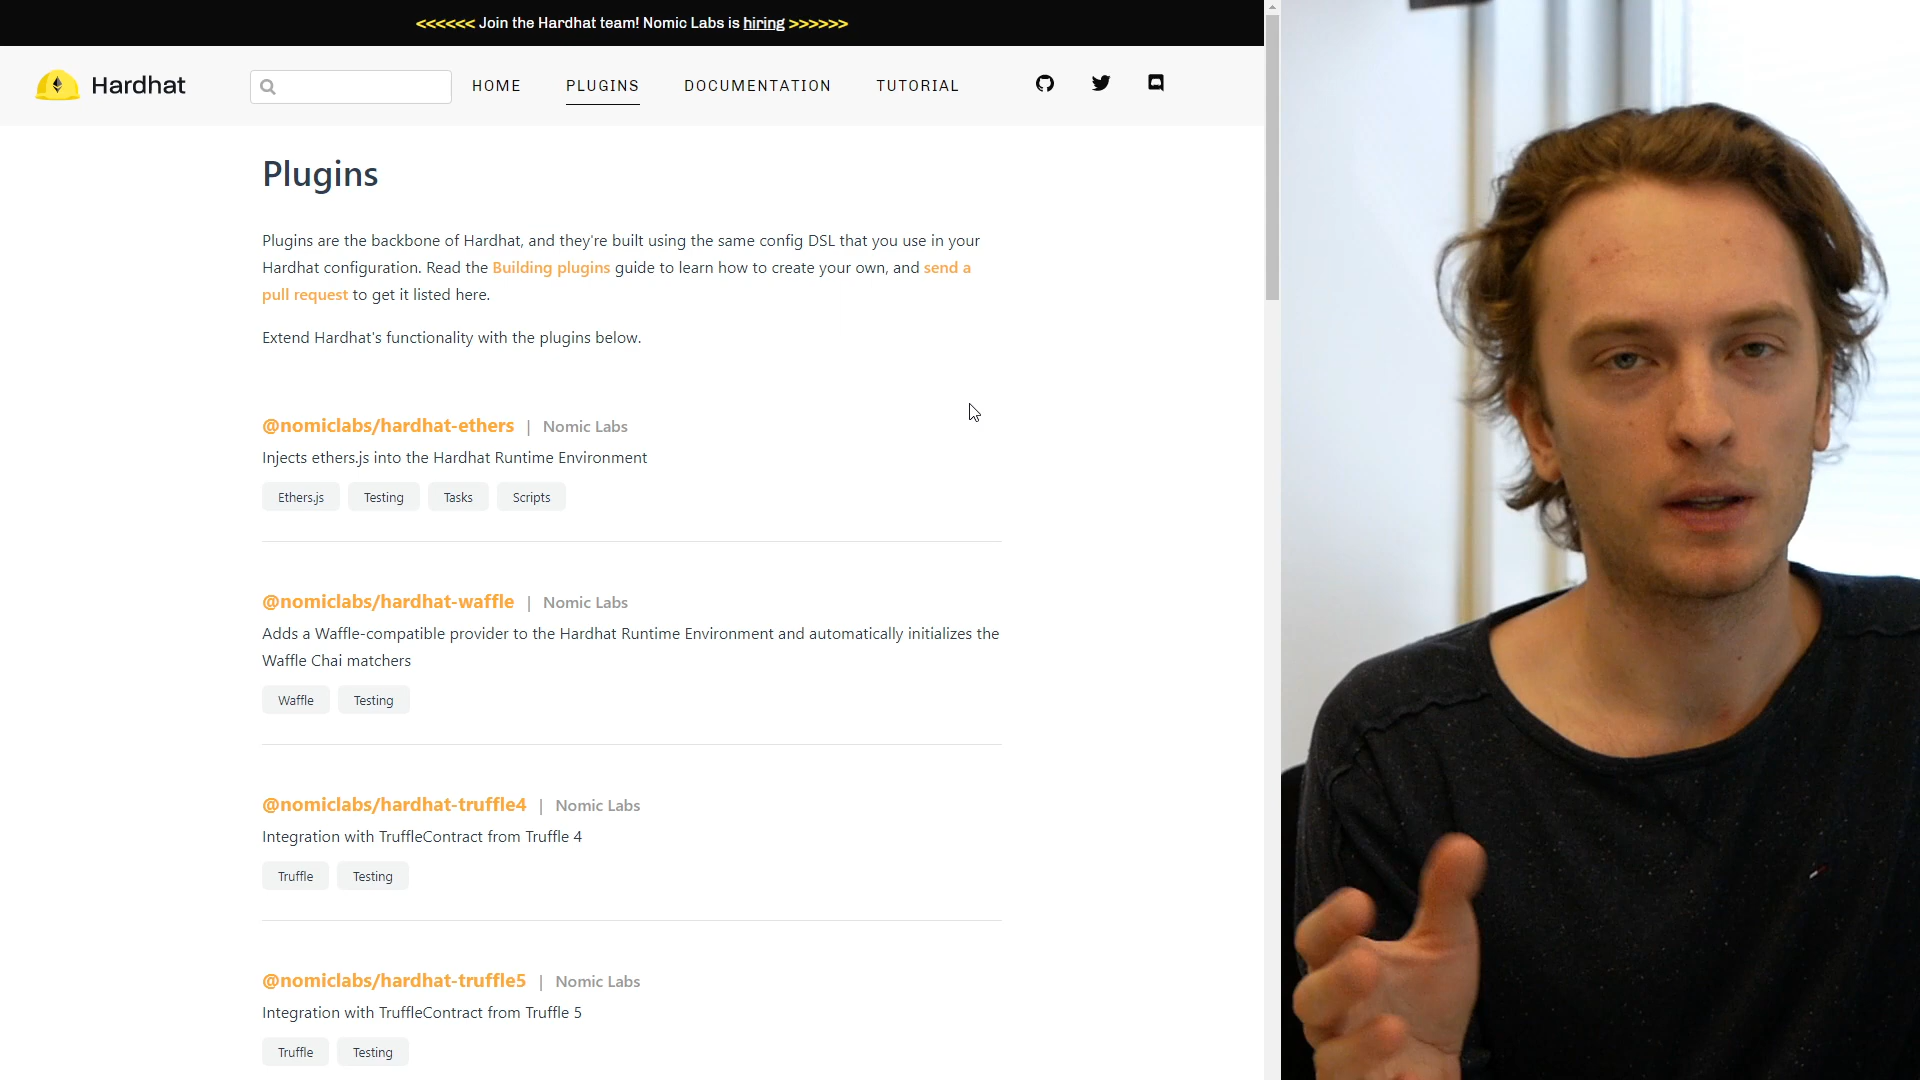 <<<<<< Join the Hardhat team! Nomic Labs is hiring >>>>>>
Hardhat
HOME
PLUGINS
DOCUMENTATION
TUTORIAL
Plugins
Plugins are the backbone of Hardhat, and they're built using the same config DSL that you use in your
Hardhat configuration. Read the Building plugins guide to learn how to create your own, and send a
pull request to get it listed here.
Extend Hardhat's functionality with the plugins below.
@nomiclabs/hardhat-ethers | Nomic Labs
Injects ethers.js into the Hardhat Runtime Environment
Ethers.js Testing Tasks Scripts
@nomiclabs/hardhat-waffle | Nomic Labs
Adds a Waffle-compatible provider to the Hardhat Runtime Environment and automatically initializes the
Waffle Chai matchers
Waffle Testing
@nomiclabs/hardhat-truffle4 | Nomic Labs
Integration with TruffleContract from Truffle 4
Truffle Testing
@nomiclabs/hardhat-truffle5 | Nomic Labs
Integration with TruffleContract from Truffle 5
Truffle Testing